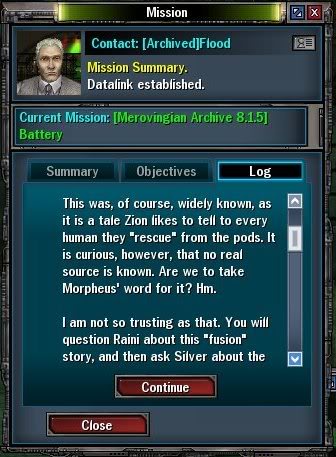 Mission
Contact: [Archived]Flood
Mission Summary.
Datalink established.
Current Mission: [Merovingian Archive 8.1.5]
Battery
Summary
Objectives
Log
This was, of course, widely known, as
it is a tale Zion likes to tell to every
human they "rescue" from the pods. It
is curious, however, that no real
source is known. Are we to take
Morpheus' word for it? Hm.
I am not so trusting as that. You will
question Raini about this "fusion"
story, and then ask Silver about the
Continue
Close